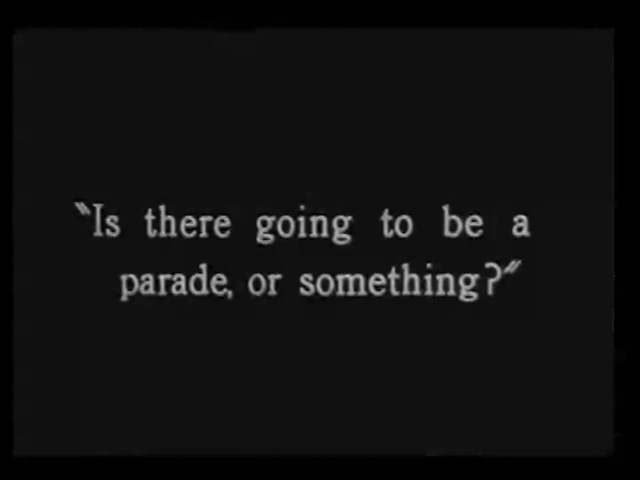 "Is there going to be a
parade, or something?"